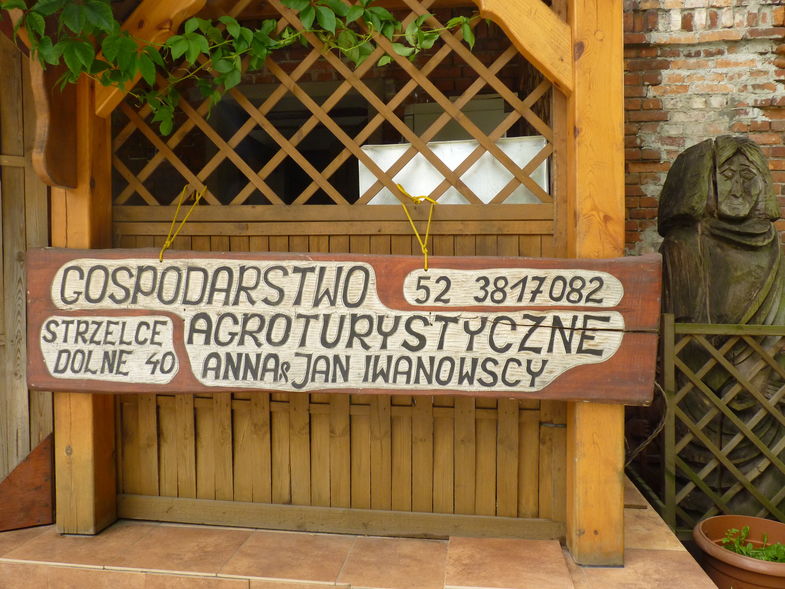 GOSPODARSTWO
52 3817082
STRZELCE
DOLNE 40
AGROTURYSTYCZNE
ANNA & JAN IWANOWSCY